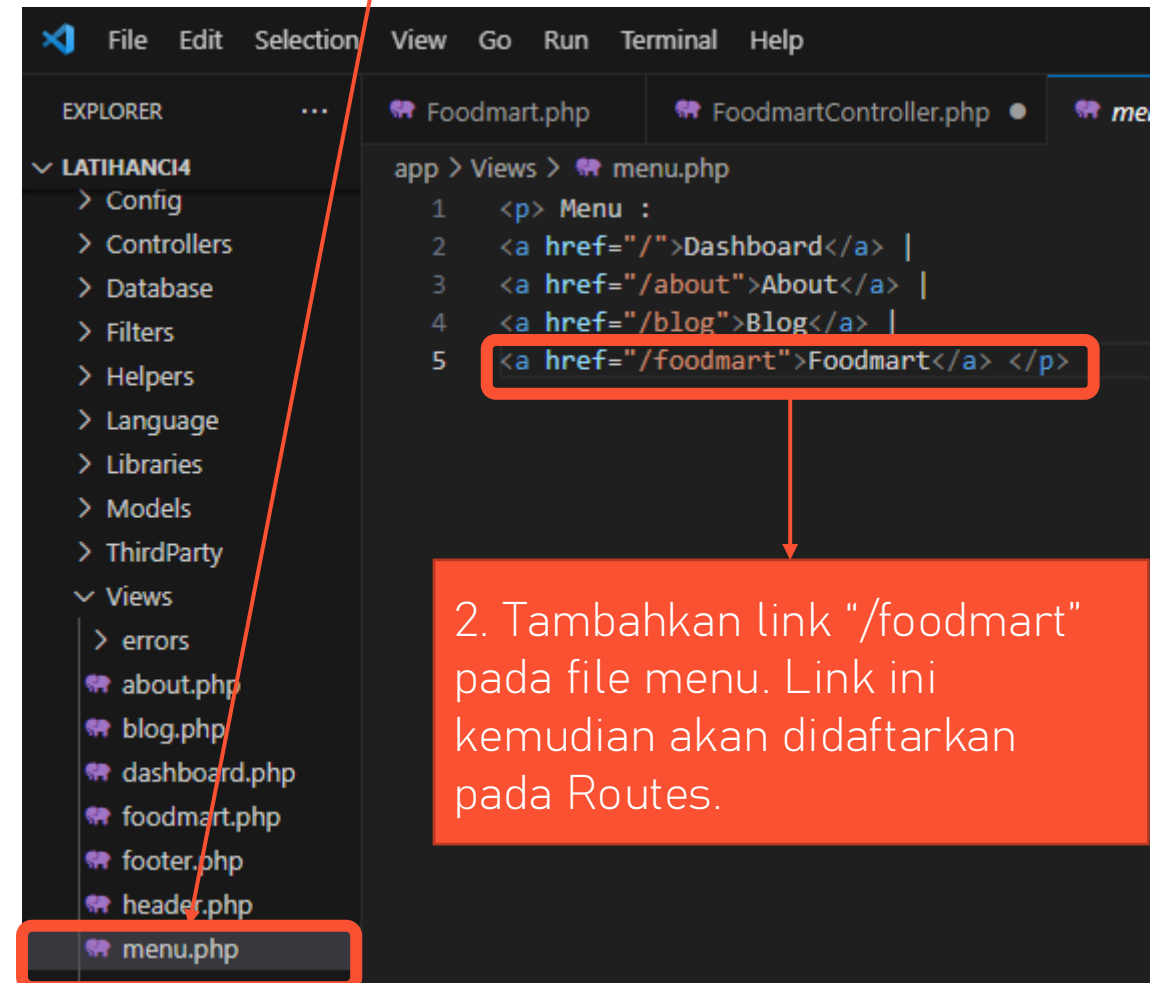 File Edit Selection View Go Run Terminal Help
EXPLORER ...
Foodmart.php FoodmartController.php
LATIHANCI4
app > Views > menu.php
> Config
> Controllers
> Database
> Filters
> Helpers
> Language
> Libraries
> Models
> ThirdParty
Views
> errors
about.php
blog.php
dashboard.php
foodmart.php
footer.php
header.php
menu.php
1 <p> Menu :
2 <a href="/">Dashboard</a> |
3 <a href="/about">About</a> |
4 <a href="/blog">Blog</a> |
5 <a href="/foodmart">Foodmart</a> </p>
2. Tambahkan link “/foodmart”
pada file menu. Link ini
kemudian akan didaftarkan
pada Routes.